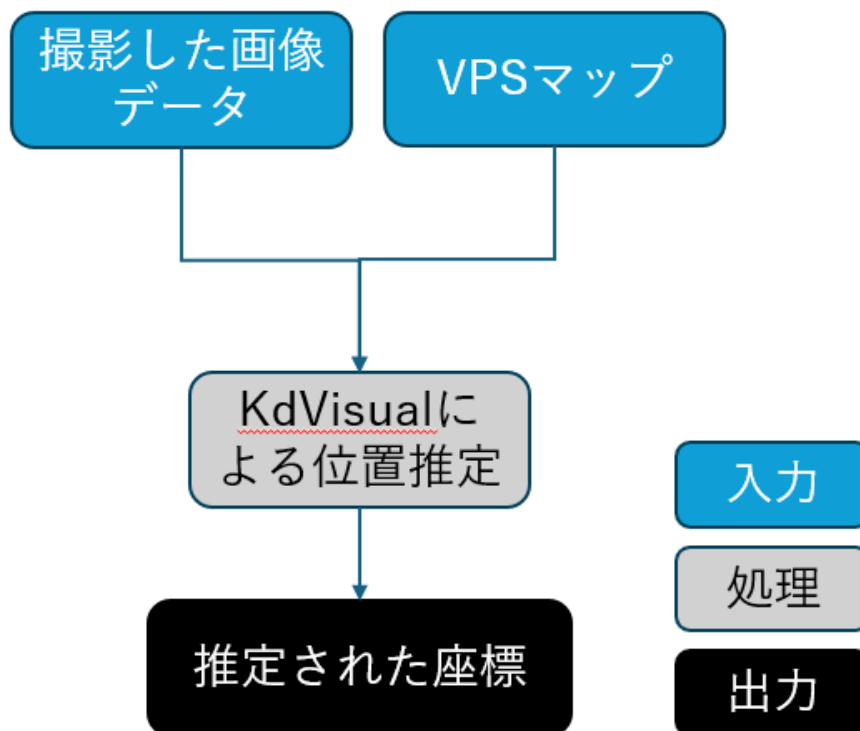 撮影した画像
データ
VPSマップ
KdVisualに
よる位置推定
推定された座標
入力
処理
出力